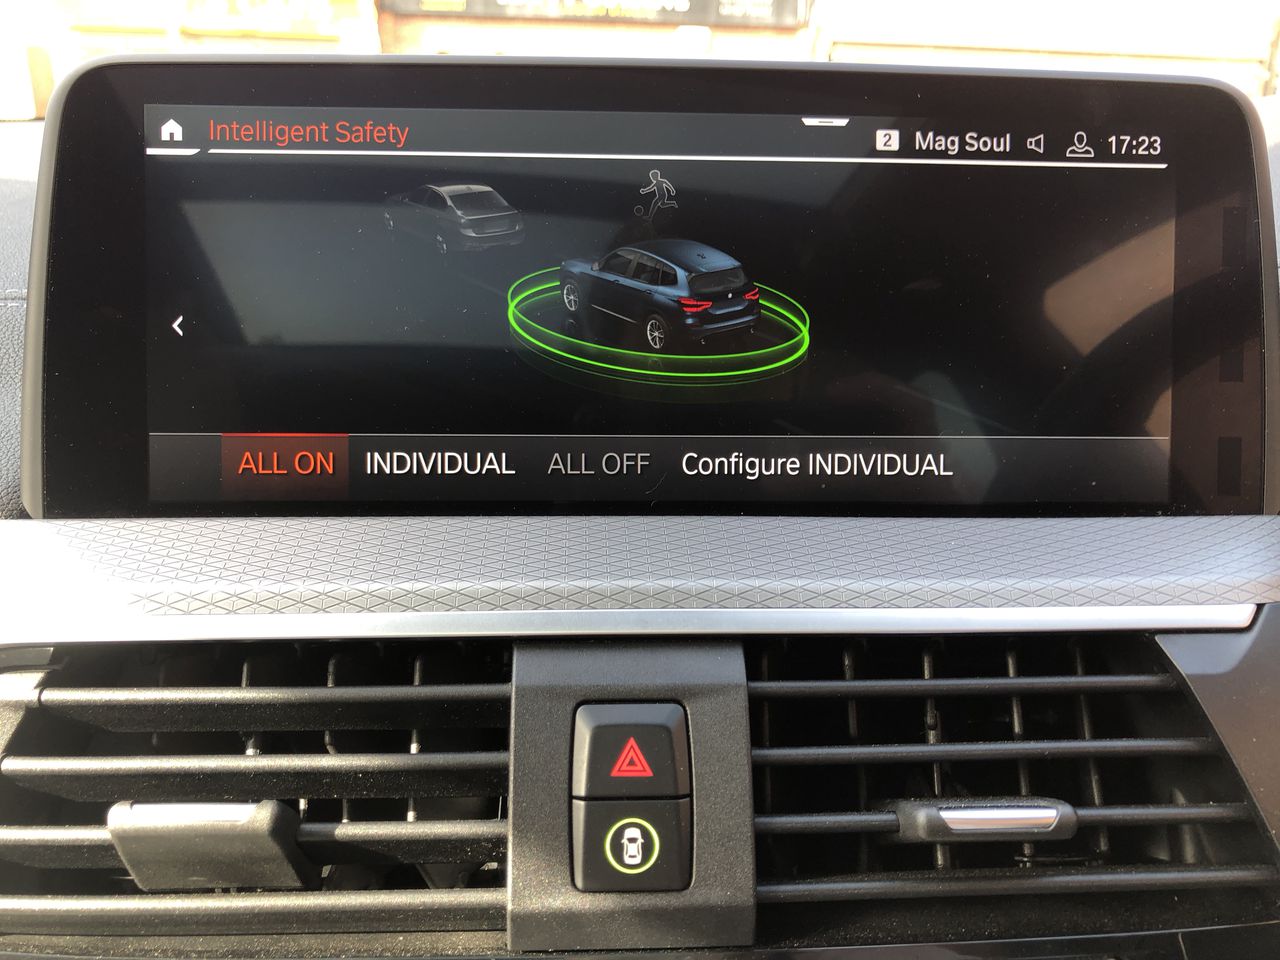 Intelligent Safety
2 Mag Soul 17:23
ALL ON INDIVIDUAL ALL OFF Configure INDIVIDUAL